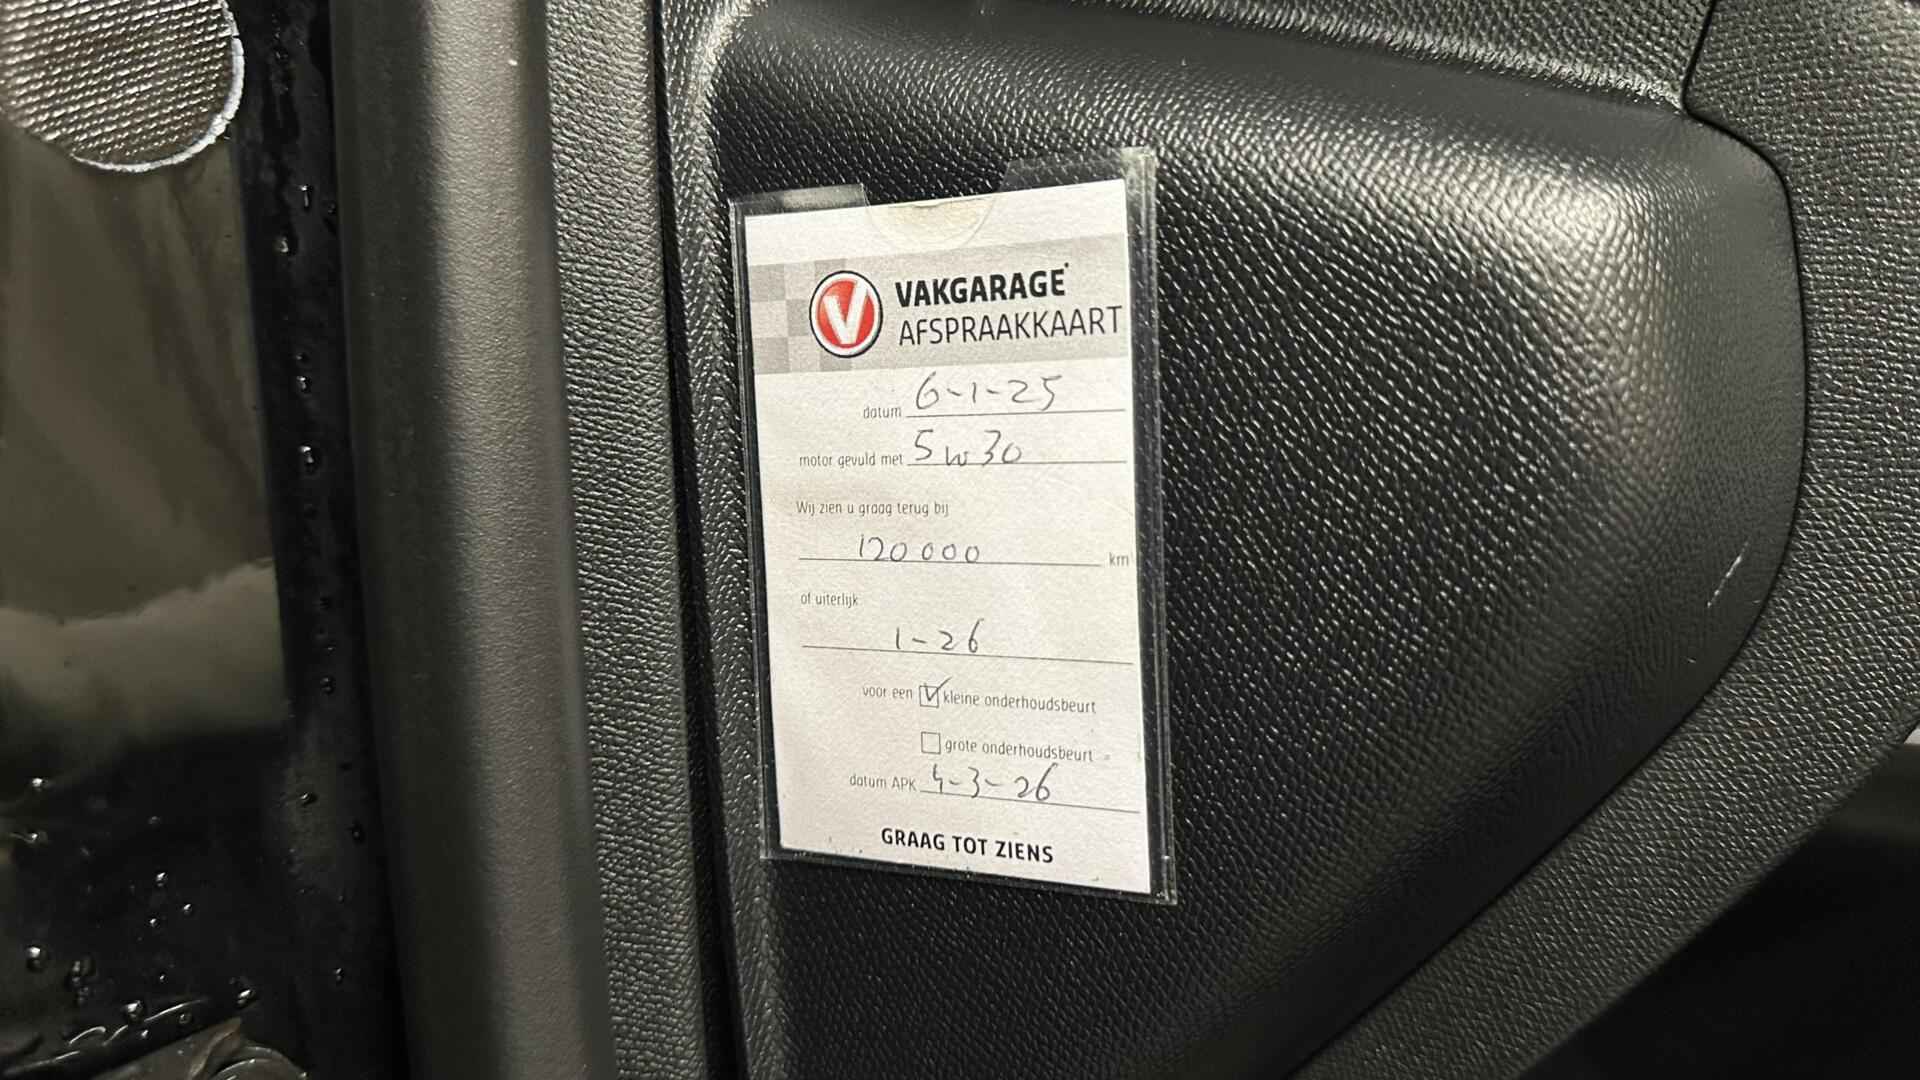 V VAKGARAGE
AFSPRAAKKAART
datum 6-1-25
motor gevuld met 5w30
Wij zien u graag terug bij
120000 km
of uiterlijk
1-26
voor een kleine onderhoudsbeurt
grote onderhoudsbeurt
datum APK 4-3-26
GRAAG TOT ZIENS